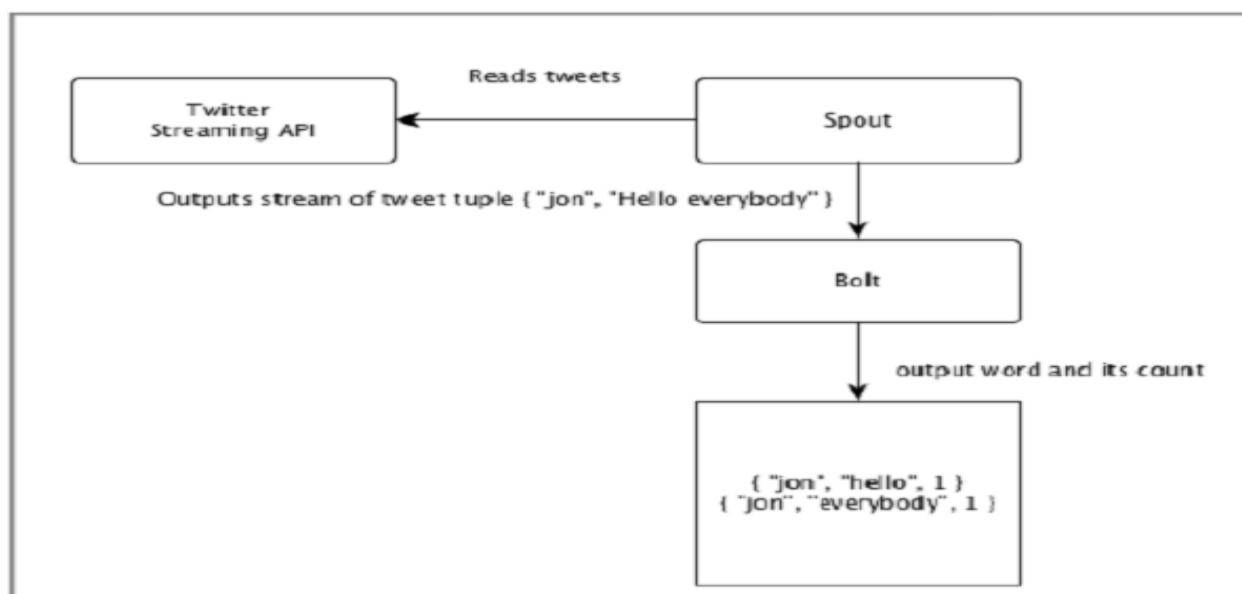 Reads tweets
Twitter
Streaming API
Spout
Outputs stream of tweet tuple { "jon", "Hello everybody" }
Bolt
output word and its count
{ "jon", "hello", 1 }
{ "jon", "everybody", 1 }